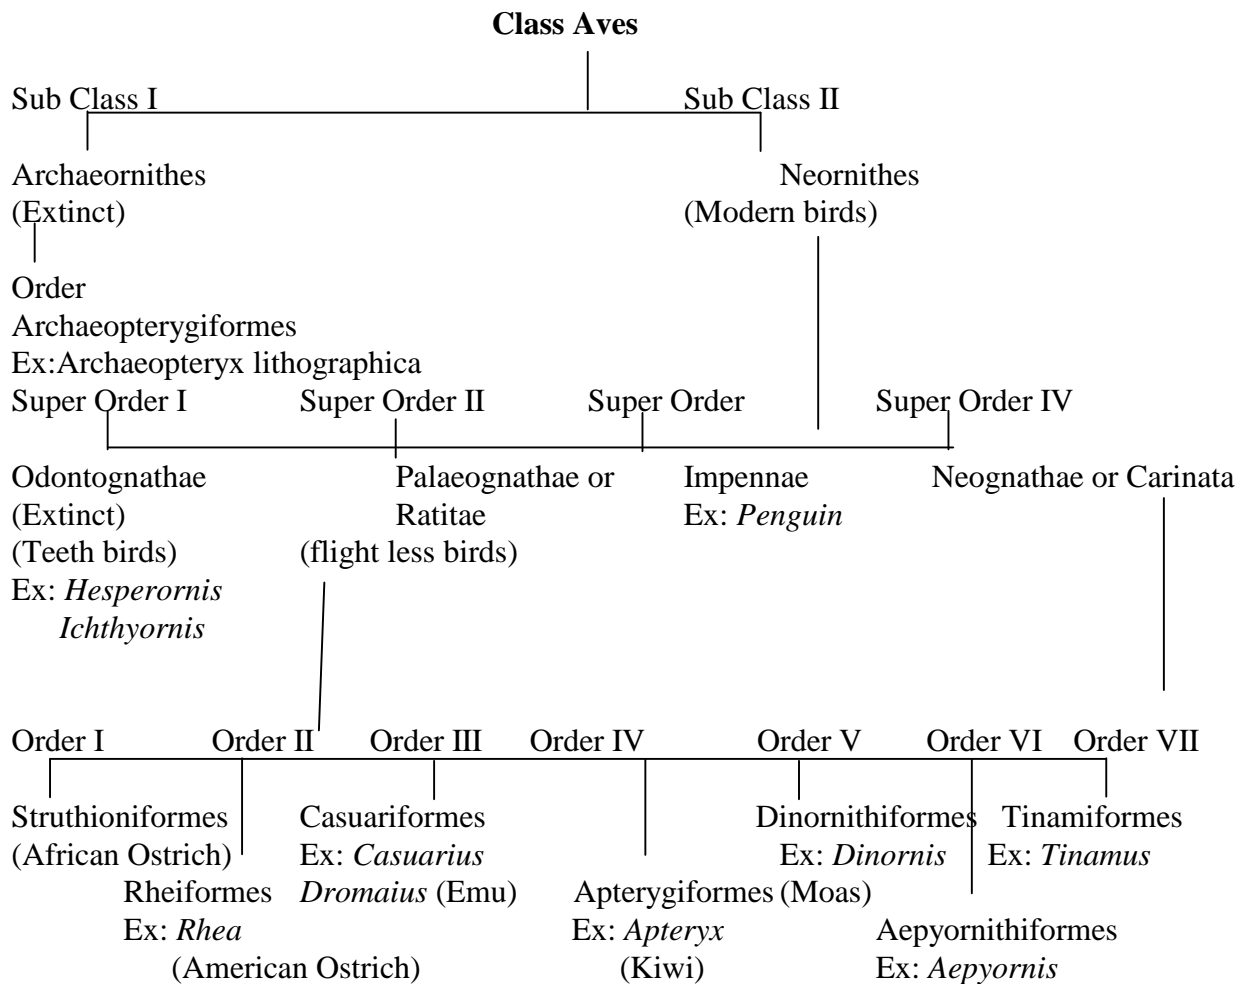 Class Aves
Sub Class I Sub Class II
Archaeornithes Neornithes
(Extinct) (Modern birds)
Order
Archaeopterygiformes
Ex:Archaeopteryx lithographica
Super Order I Super Order II Super Order Super Order IV
Odontognathae Palaeognathae or Impennae Neognathae or Carinata
(Extinct) Ratitae Ex: Penguin
(Teeth birds) (flight less birds)
Ex: Hesperornis
Ichthyornis
Order I Order II Order III Order IV Order V Order VI Order VII
Struthioniformes Casuariformes Dinornithiformes Tinamiformes
(African Ostrich) Ex: Casuarius Ex: Dinornis Ex: Tinamus
Rheiformes Dromaius (Emu) Apterygiformes (Moas)
Ex: Rhea Ex: Apteryx Aepyornithiformes
(American Ostrich) (Kiwi) Ex: Aepyornis